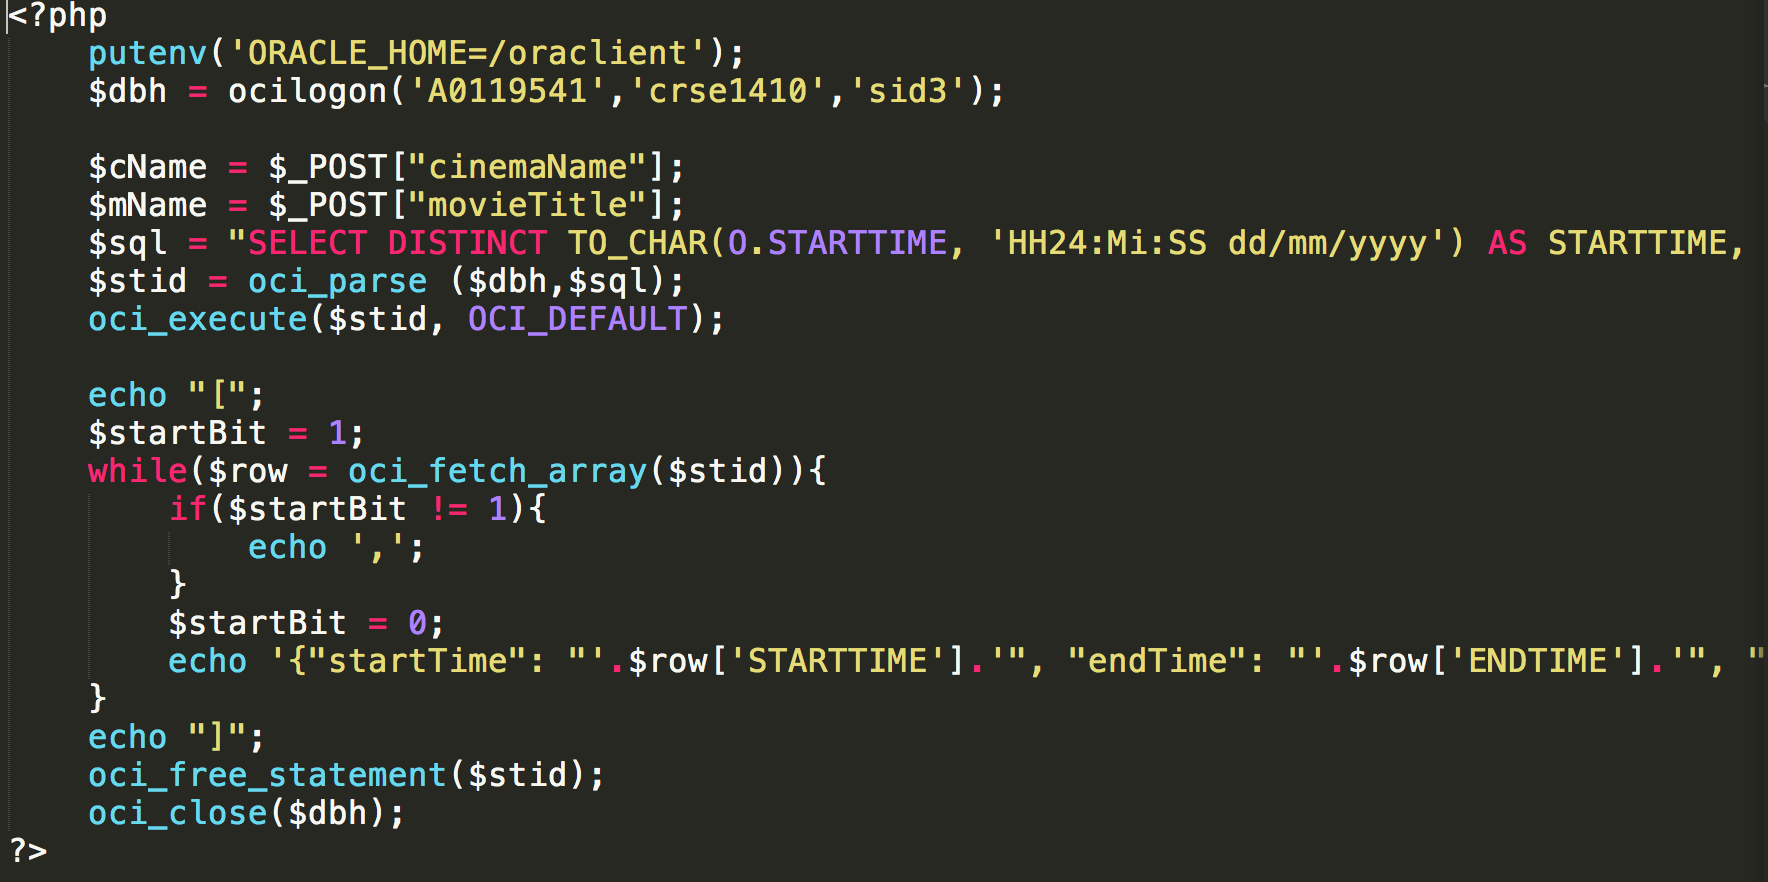 <?php
putenv('ORACLE_HOME=/oraclient');
$dbh = ocilogon('A0119541','crse1410','sid3');
$cName = $_POST["cinemaName"];
$mName = $_POST["movieTitle"];
$sql = "SELECT DISTINCT TO_CHAR(O.STARTTIME, 'HH24:Mi:SS dd/mm/yyyy') AS STARTTIME,
$stid = oci_parse ($dbh,$sql);
oci_execute($stid, OCI_DEFAULT);
echo "[";
$startBit = 1;
while($row = oci_fetch_array($stid)){
if($startBit != 1){
echo ',';
}
$startBit = 0;
echo '{"startTime": "'.$row['STARTTIME'].'", "endTime": "'.$row['ENDTIME'].'", "
}
echo "]";
oci_free_statement($stid);
oci_close($dbh);
?>